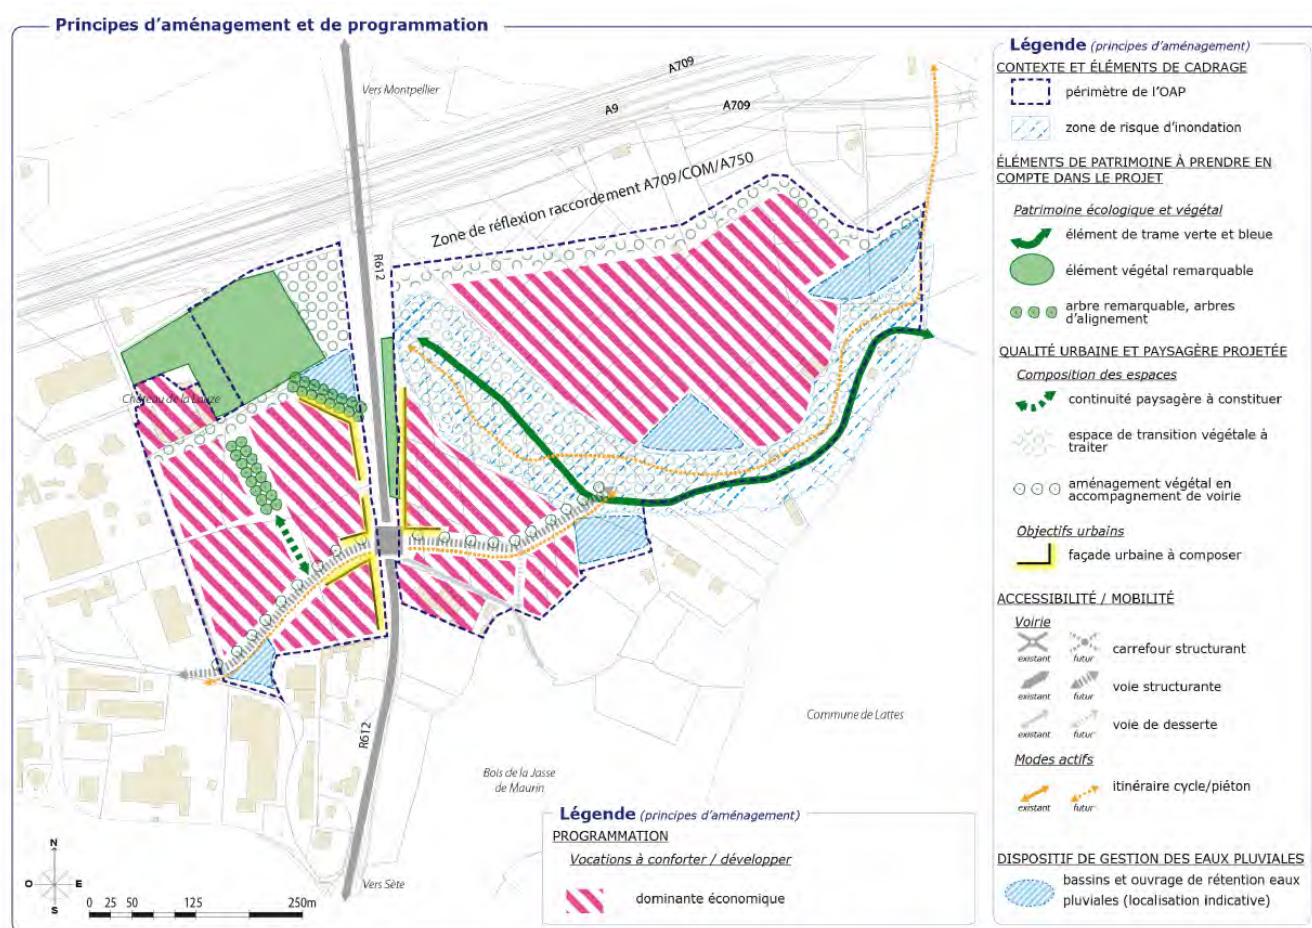 Principes d'aménagement et de programmation
A709
Vers Montpellier
A9
A709
Zone de réflexion raccordement A709/COM/A750
R612
Château de la Lauze
R612
Commune de Lattes
Bois de la Jasse
de Maurin
Vers Sète
N
O
E
S
0 25 50 125 250m
Légende (principes d'aménagement)
PROGRAMMATION
Vocations à conforter / développer
dominante économique
Légende (principes d'aménagement)
CONTEXTE ET ÉLÉMENTS DE CADRAGE
périmètre de l'OAP
zone de risque d'inondation
ÉLÉMENTS DE PATRIMOINE À PRENDRE EN
COMPTE DANS LE PROJET
Patrimoine écologique et végétal
élément de trame verte et bleue
élément végétal remarquable
arbre remarquable, arbres
d'alignement
QUALITÉ URBAINE ET PAYSAGÈRE PROJETÉE
Composition des espaces
continuité paysagère à constituer
espace de transition végétale à
traiter
aménagement végétal en
accompagnement de voirie
Objectifs urbains
façade urbaine à composer
ACCESSIBILITÉ / MOBILITÉ
Voirie
existant futur carrefour structurant
existant futur voie structurante
existant futur voie de desserte
Modes actifs
existant futur itinéraire cycle/piéton
DISPOSITIF DE GESTION DES EAUX PLUVIALES
bassins et ouvrage de rétention eaux
pluviales (localisation indicative)